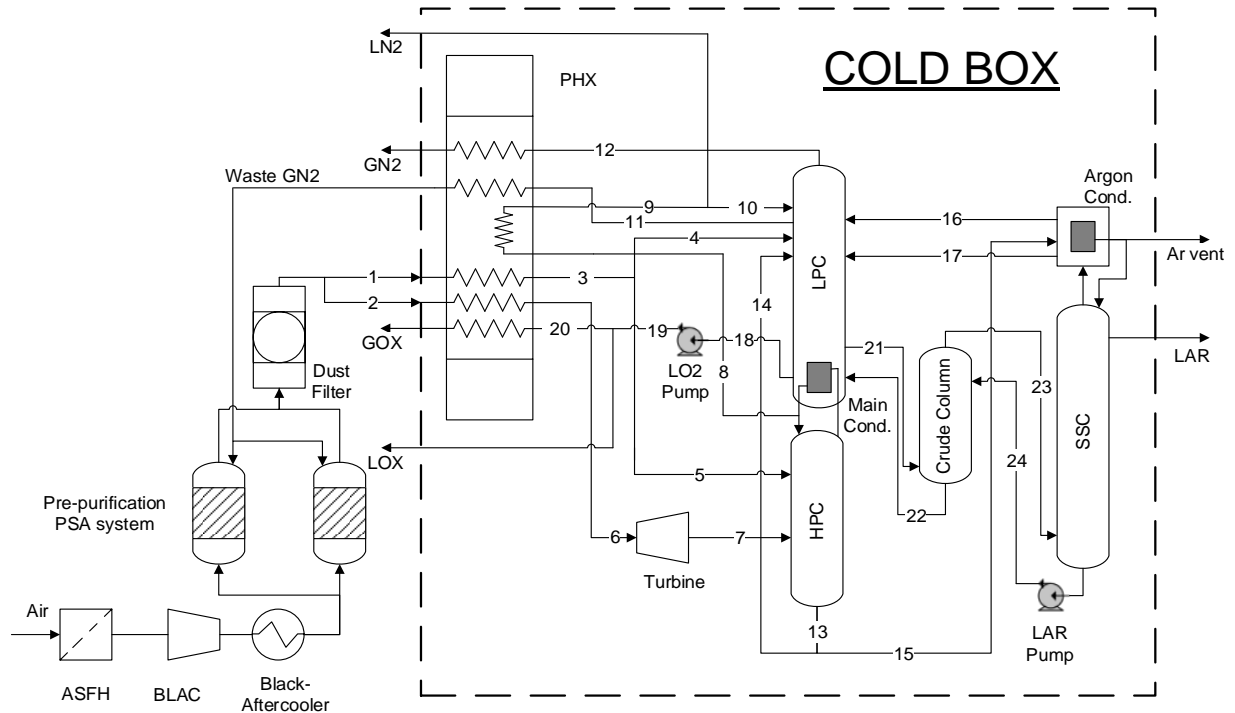 LN2
COLD BOX
PHX
12
GN2
Waste GN2
Argon
Cond.
9
10
11
16
4
17
Ar vent
LPC
1
3
14
2
20
19
18
21
GOX
LAR
Dust
Filter
LO2
Pump
8
Main
Cond.
Crude Column
23
SSC
LOX
24
5
Pre-purification
PSA system
HPC
22
6
7
Turbine
Air
13
15
LAR
Pump
ASFH
BLAC
Black-
Aftercooler